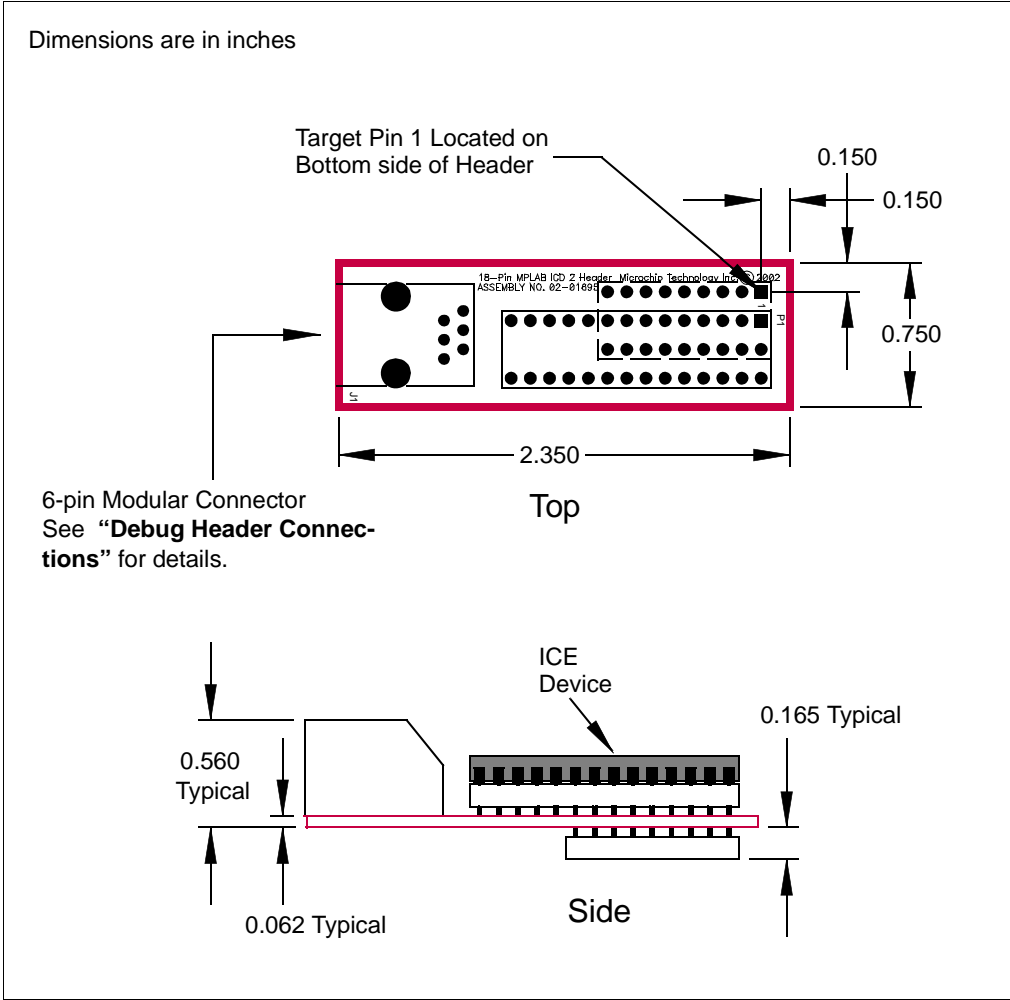 Dimensions are in inches
Target Pin 1 Located on
Bottom side of Header
0.150
0.150
18-Pin MPLAB ICD 2 Header Microchip Technology Inc. © 2002
ASSEMBLY NO. 02-01695
1
P1
0.750
J1
2.350
6-pin Modular Connector
See “Debug Header Connec-
tions” for details.
Top
ICE
Device
0.165 Typical
0.560
Typical
0.062 Typical
Side